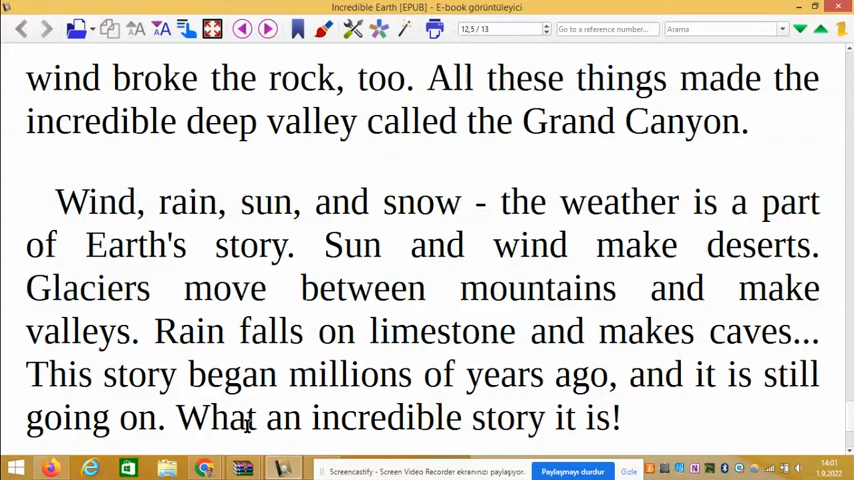 Incredible Earth [EPUB] - E-book görüntüleyici
12,5 / 13
Go to a reference number...
Arama
wind broke the rock, too. All these things made the
incredible deep valley called the Grand Canyon.
Wind, rain, sun, and snow - the weather is a part
of Earth's story. Sun and wind make deserts.
Glaciers move between mountains and make
valleys. Rain falls on limestone and makes caves...
This story began millions of years ago, and it is still
going on. What an incredible story it is!
Screencastify - Screen Video Recorder ekranınızı paylaşıyor.
Paylaşmayı durdur
Gizle
14:01
1.9.2022